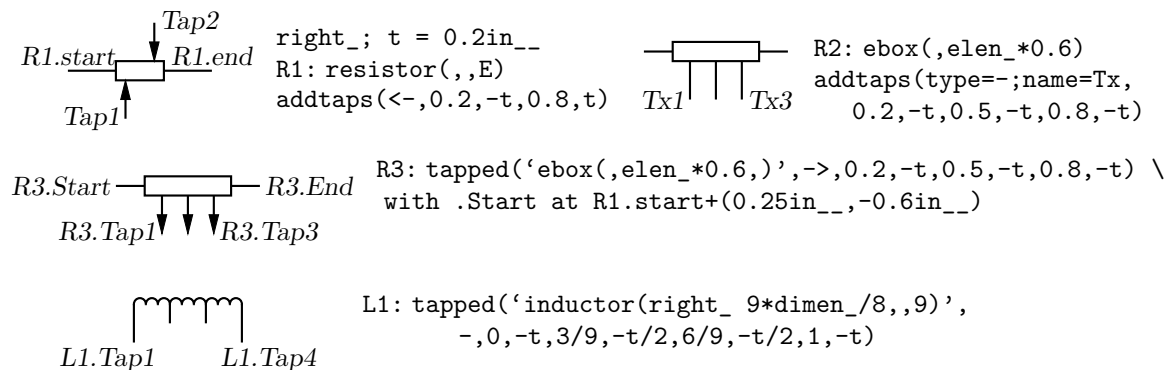 Tap2
R1.start
R1.end
Tap1
right_; t = 0.2in__
R1: resistor(,,E)
addtaps(<-,0.2,-t,0.8,t)
Tx1
Tx3
R2: ebox(,elen_*0.6)
addtaps(type=-;name=Tx,
0.2,-t,0.5,-t,0.8,-t)
R3.Start
R3.End
R3.Tap1
R3.Tap3
R3: tapped(‘ebox(,elen_*0.6,)’,->,0.2,-t,0.5,-t,0.8,-t) \
with .Start at R1.start+(0.25in__,-0.6in__)
L1.Tap1
L1.Tap4
L1: tapped(‘inductor(right_ 9*dimen_/8,,9)’,
-,0,-t,3/9,-t/2,6/9,-t/2,1,-t)